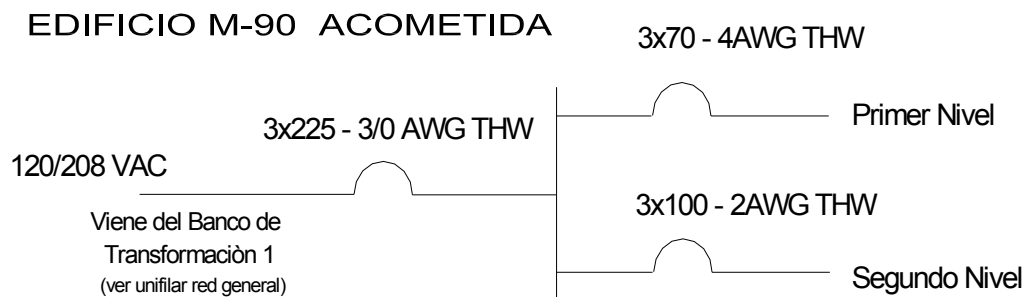 EDIFICIO M-90 ACOMETIDA
3x70 - 4AWG THW
Primer Nivel
3x225 - 3/0 AWG THW
120/208 VAC
Viene del Banco de
Transformaciòn 1
(ver unifilar red general)
3x100 - 2AWG THW
Segundo Nivel